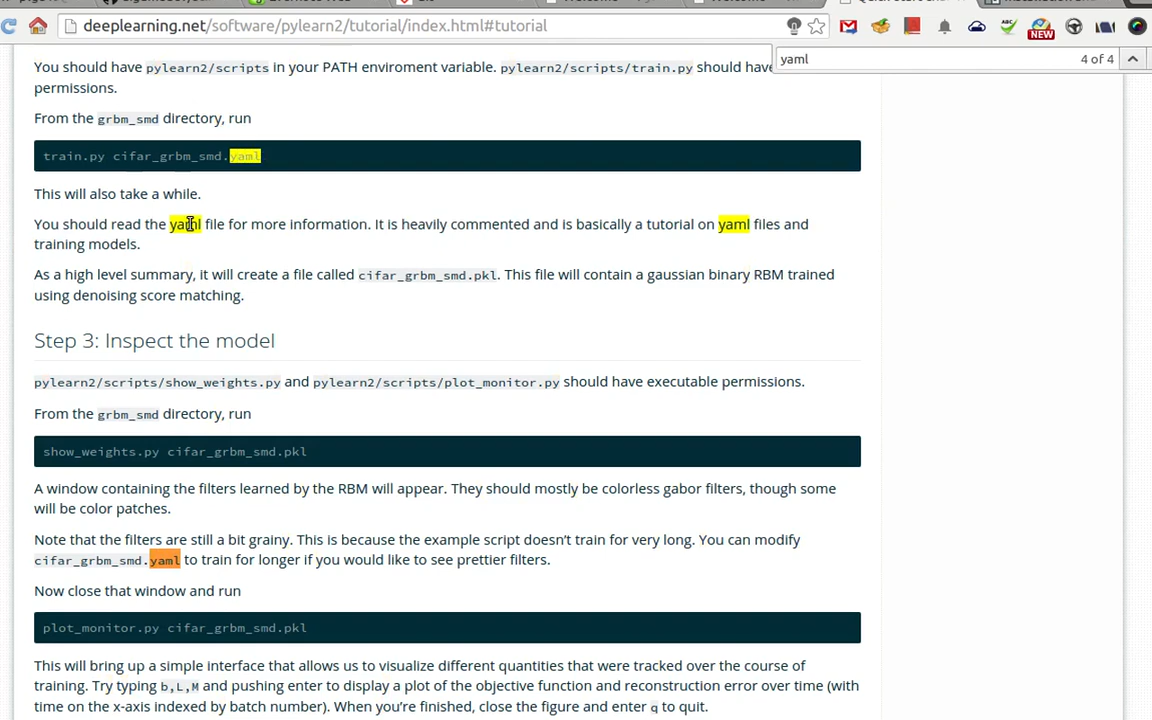 deeplearning.net/software/pylearn2/tutorial/index.html#tutorial
ABC
NEW
yaml
4 of 4
You should have pylearn2/scripts in your PATH enviroment variable. pylearn2/scripts/train.py should have
permissions.
From the grbm_smd directory, run
train.py cifar_grbm_smd.yaml
This will also take a while.
You should read the yaml file for more information. It is heavily commented and is basically a tutorial on yaml files and
training models.
As a high level summary, it will create a file called cifar_grbm_smd.pkl. This file will contain a gaussian binary RBM trained
using denoising score matching.
Step 3: Inspect the model
pylearn2/scripts/show_weights.py and pylearn2/scripts/plot_monitor.py should have executable permissions.
From the grbm_smd directory, run
show_weights.py cifar_grbm_smd.pkl
A window containing the filters learned by the RBM will appear. They should mostly be colorless gabor filters, though some
will be color patches.
Note that the filters are still a bit grainy. This is because the example script doesn't train for very long. You can modify
cifar_grbm_smd.yaml to train for longer if you would like to see prettier filters.
Now close that window and run
plot_monitor.py cifar_grbm_smd.pkl
This will bring up a simple interface that allows us to visualize different quantities that were tracked over the course of
training. Try typing b,L,M and pushing enter to display a plot of the objective function and reconstruction error over time (with
time on the x-axis indexed by batch number). When you're finished, close the figure and enter q to quit.